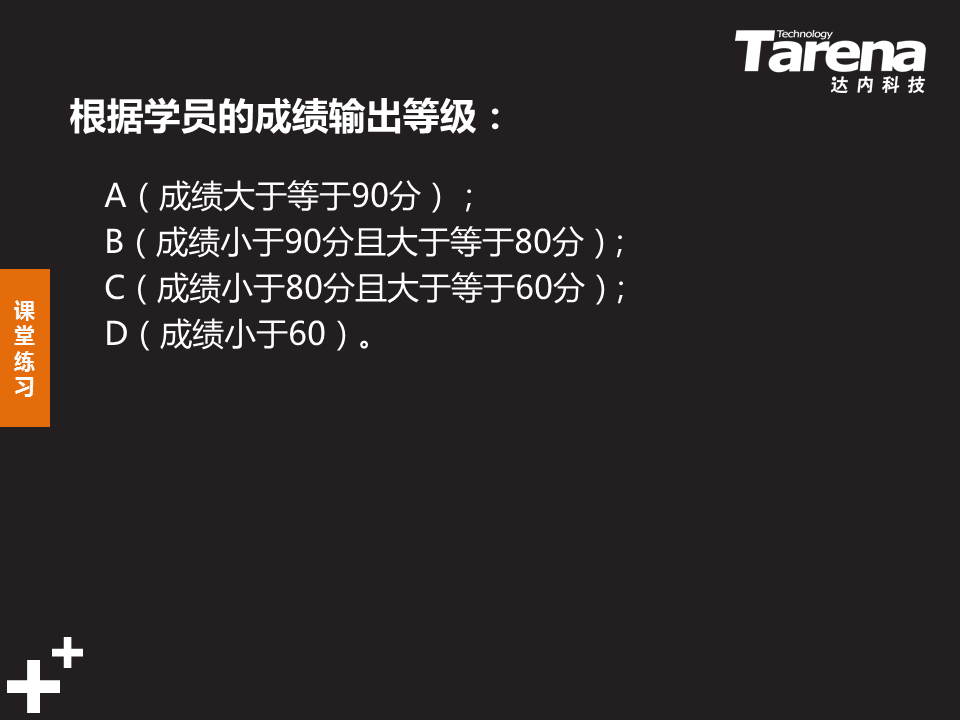 Technology
Tarena
达内科技
根据学员的成绩输出等级：
A（成绩大于等于90分）；
B（成绩小于90分且大于等于80分）；
C（成绩小于80分且大于等于60分）；
D（成绩小于60）。
课
堂
练
习